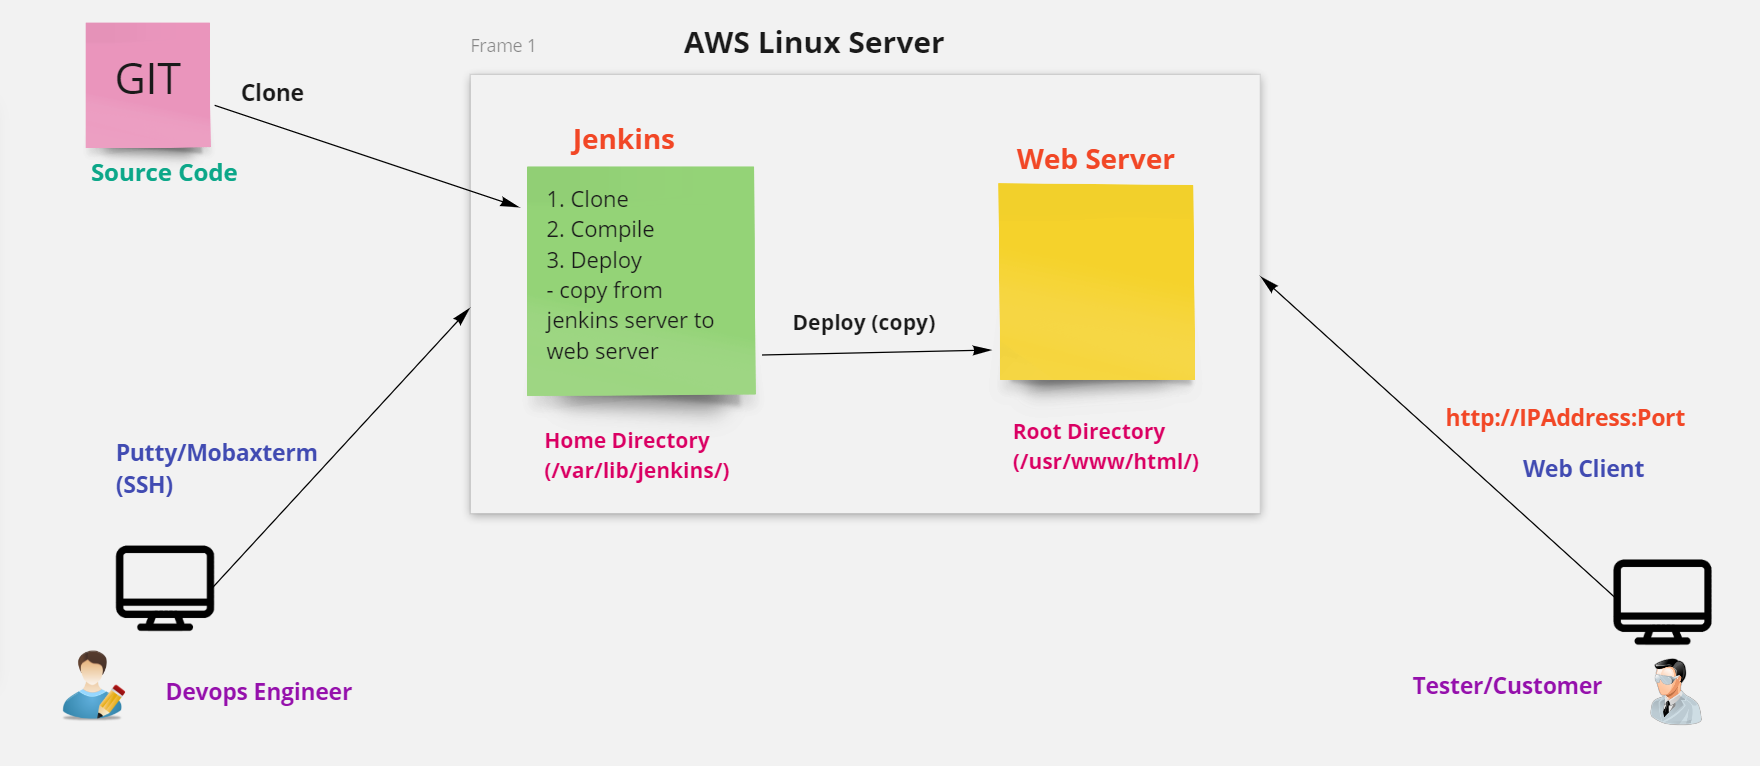 GIT
Source Code
Clone
Frame 1
AWS Linux Server
Jenkins
1. Clone
2. Compile
3. Deploy
- copy from
jenkins server to
web server
Home Directory
(/var/lib/jenkins/)
Deploy (copy)
Web Server
Root Directory
(/usr/www/html/)
Putty/Mobaxterm
(SSH)
Devops Engineer
http://IPAddress:Port
Web Client
Tester/Customer